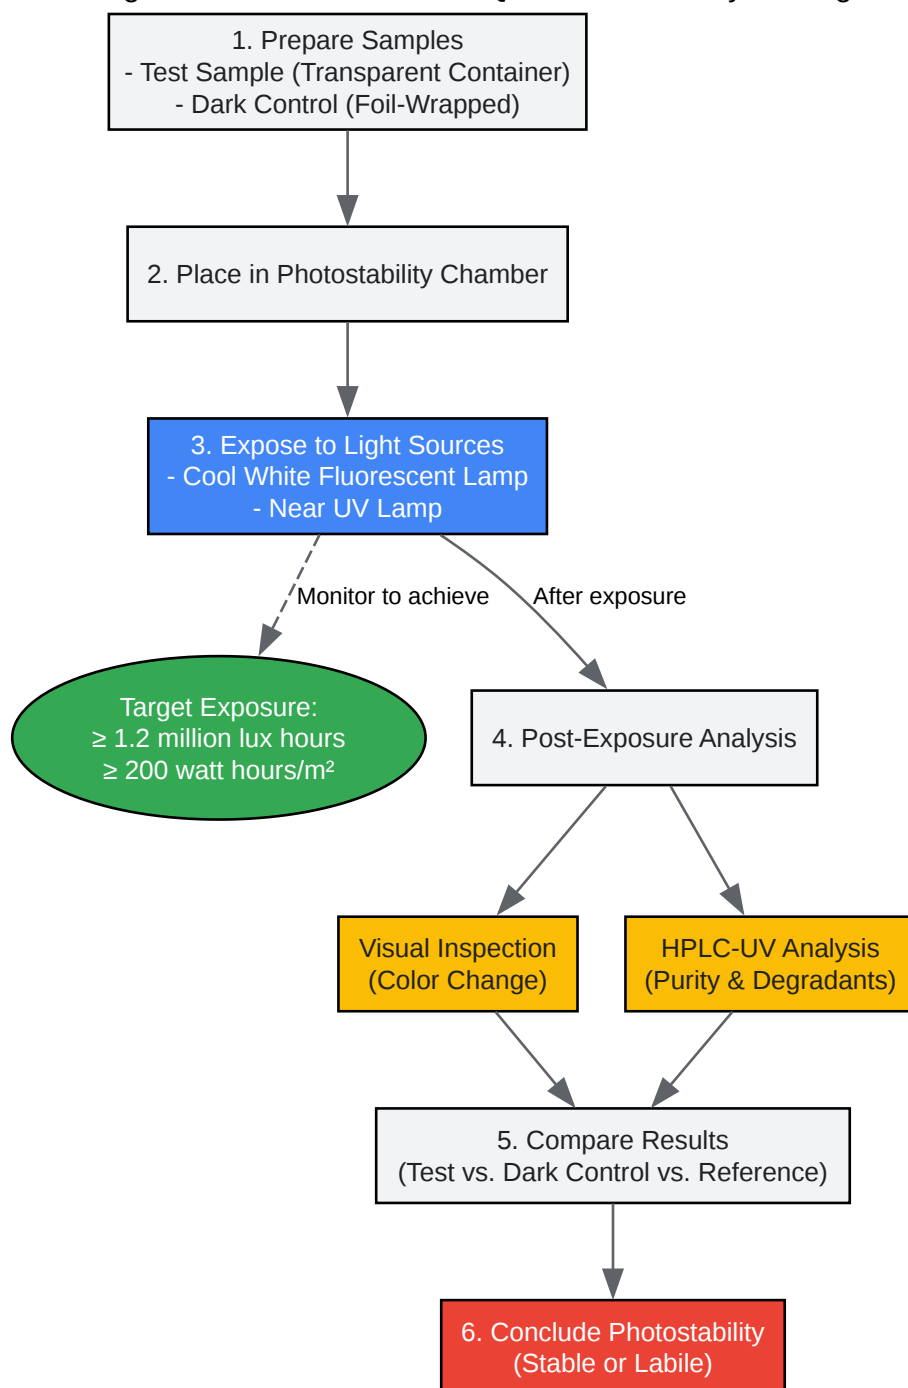 1. Prepare Samples
- Test Sample (Transparent Container)
- Dark Control (Foil-Wrapped)
2. Place in Photostability Chamber
3. Expose to Light Sources
- Cool White Fluorescent Lamp
- Near UV Lamp
Monitor to achieve
After exposure
Target Exposure:
≥ 1.2 million lux hours
≥ 200 watt hours/m²
4. Post-Exposure Analysis
Visual Inspection
(Color Change)
HPLC-UV Analysis
(Purity & Degradants)
5. Compare Results
(Test vs. Dark Control vs. Reference)
6. Conclude Photostability
(Stable or Labile)